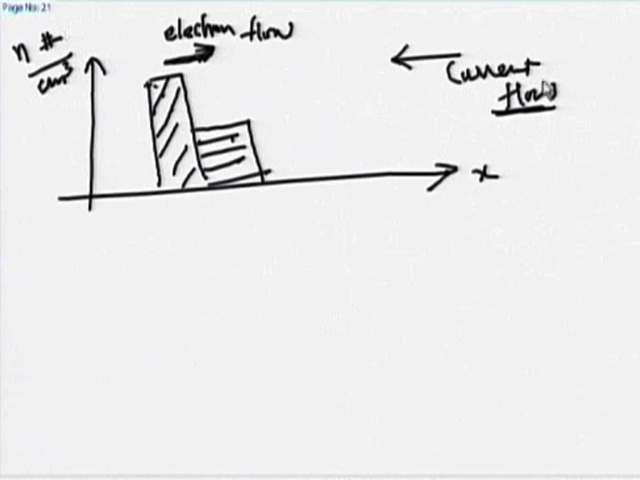 Page No: 21
n #
cm³
electron flow
Current
flow
x